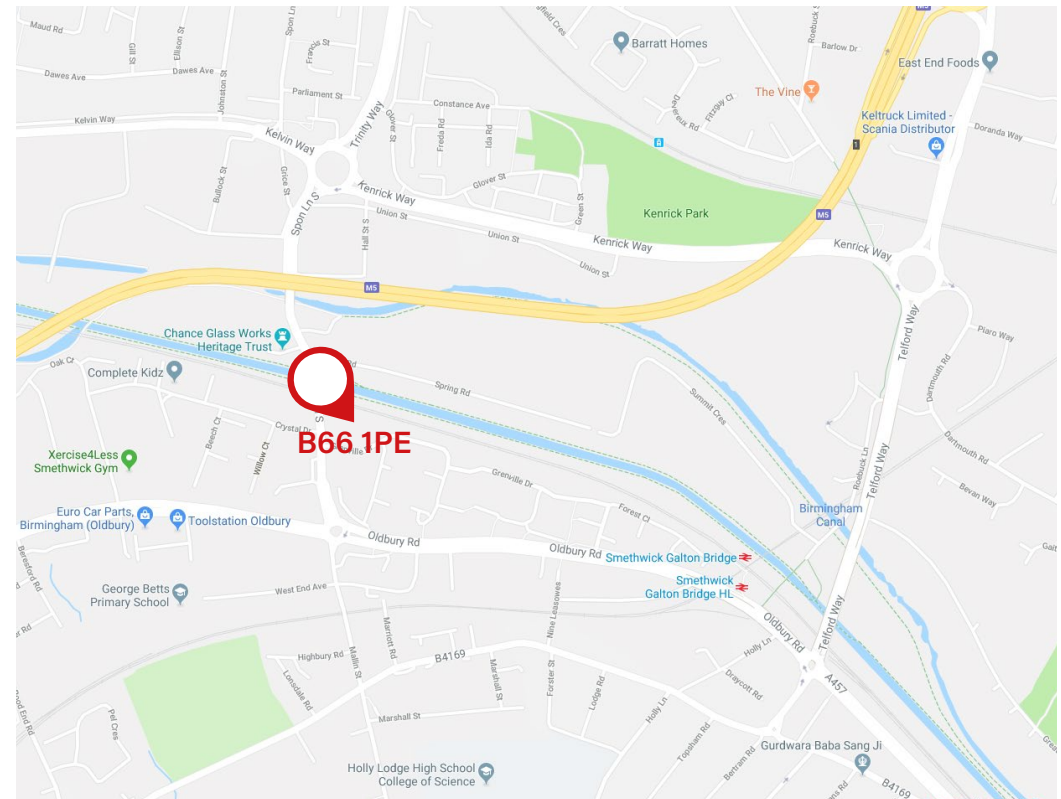 Maud Rd
Gill St
Ellison St
Spon Ln
Francis St
Dawes Ave
Dawes Ave
Johnston St
Parliament St
Kelvin Way
Kelvin Way
Trinity Way
Glover St
Constance Ave
Freda Rd
Ida Rd
Barratt Homes
Devereux Rd
Fitzguy Cl
The Vine
Roebuck S
Barlow Dr
M5
East End Foods
Keltruck Limited -
Scania Distributor
Doranda Way
1
Bullock St
Grice St
Spon Ln S
Kenrick Way
Union St
Hall St S
Glover St
Union St
Green St
Union St
Kenrick Park
Kenrick Way
M5
Kenrick Way
M5
Chance Glass Works
Heritage Trust
Oak Cr
Complete Kidz
Rd
Spring Rd
Summit Cres
Telford Way
Piaro Way
Dartmouth Rd
Dartmouth Rd
Beech Ct
Willow Ct
Crystal Dr
S
B66 1PE
Xercise4Less
Smethwick Gym
Grenville Dr
Forest Cl
Roebuck Ln
Telford Way
Bevan Way
Birmingham
Canal
Euro Car Parts,
Birmingham (Oldbury)
Toolstation Oldbury
Oldbury Rd
Oldbury Rd
Smethwick Galton Bridge
Smethwick
Galton Bridge HL
Beresford Rd
George Betts
Primary School
West End Ave
Nine Leasowes
Oldbury Rd
Telford Way
Highbury Rd
Mallin St
Marriott Rd
B4169
Marshall St
Forster St
Lodge Rd
Holly Ln
Holly Ln
Draycott Rd
A457
Lonsdale Rd
Pel Cres
ood End Rd
Marshall St
Topsham Rd
Bertram Rd
Gurdwara Baba Sang Ji
Holly Lodge High School
College of Science
B4169